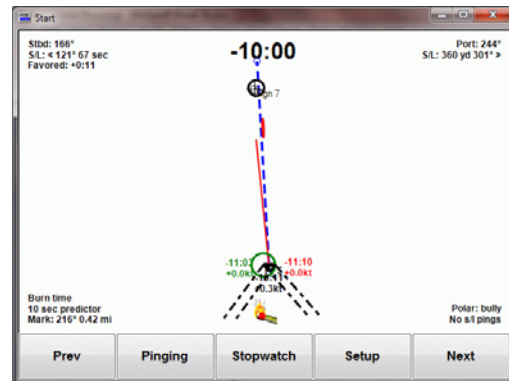 Start
Stbd: 166°
S/L: < 121° 67 sec
Favored: +0:11
-10:00
Port: 244°
S/L: 360 yd 301° >
gn 7
-11:10
+0.0kt
+0.0kt
+0.3kt
Burn time
10 sec predictor
Mark: 216° 0.42 mi
Polar: bully
No s/l pings
Prev
Pinging
Stopwatch
Setup
Next